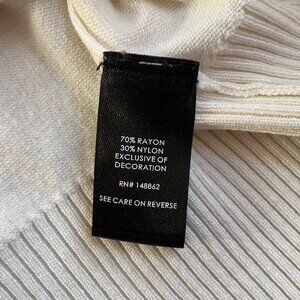 70% RAYON
30% NYLON
EXCLUSIVE OF
DECORATION
RN# 148862
SEE CARE ON REVERSE